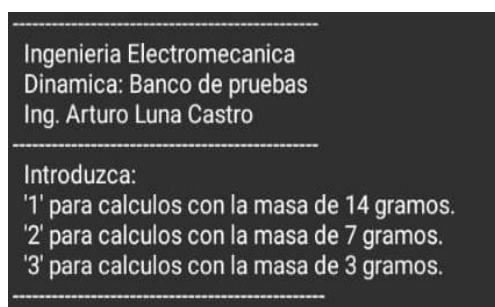 --------------------------------------------------
Ingenieria Electromecanica
Dinamica: Banco de pruebas
Ing. Arturo Luna Castro
--------------------------------------------------
Introduzca:
'1' para calculos con la masa de 14 gramos.
'2' para calculos con la masa de 7 gramos.
'3' para calculos con la masa de 3 gramos.
---------------------------------------------------